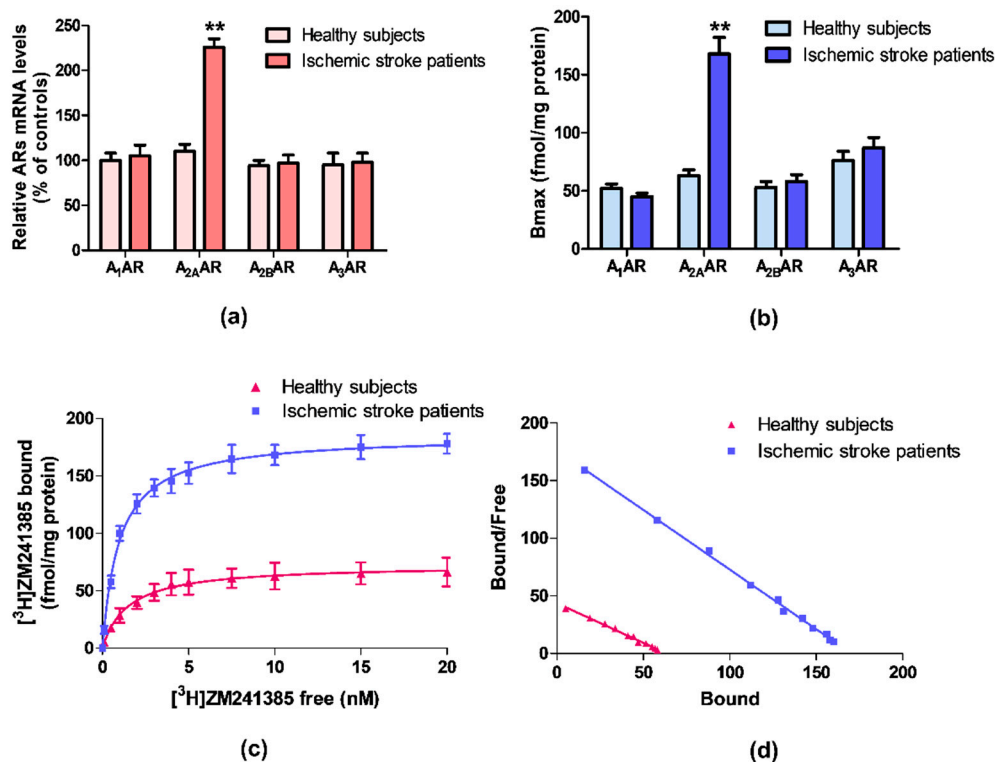 Relative ARs mRNA levels
(% of controls)
250
200
150
100
50
0
**
Healthy subjects
Ischemic stroke patients
A₁AR
A₂ₐAR
A₂ʙAR
A₃AR
(a)
Bmax (fmol/mg protein)
200
150
100
50
0
**
Healthy subjects
Ischemic stroke patients
A₁AR
A₂ₐAR
A₂ʙAR
A₃AR
(b)
Healthy subjects
Ischemic stroke patients
[³H]ZM241385 bound
(fmol/mg protein)
200
150
100
50
0
0
5
10
15
20
[³H]ZM241385 free (nM)
(c)
Healthy subjects
Ischemic stroke patients
Bound/Free
200
150
100
50
0
0
50
100
150
200
Bound
(d)